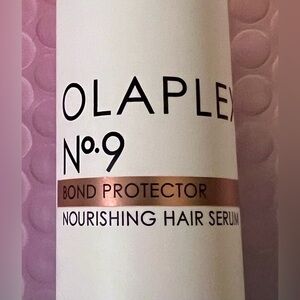 OLAPLEX
Nº.9
BOND PROTECTOR
NOURISHING HAIR SERUM